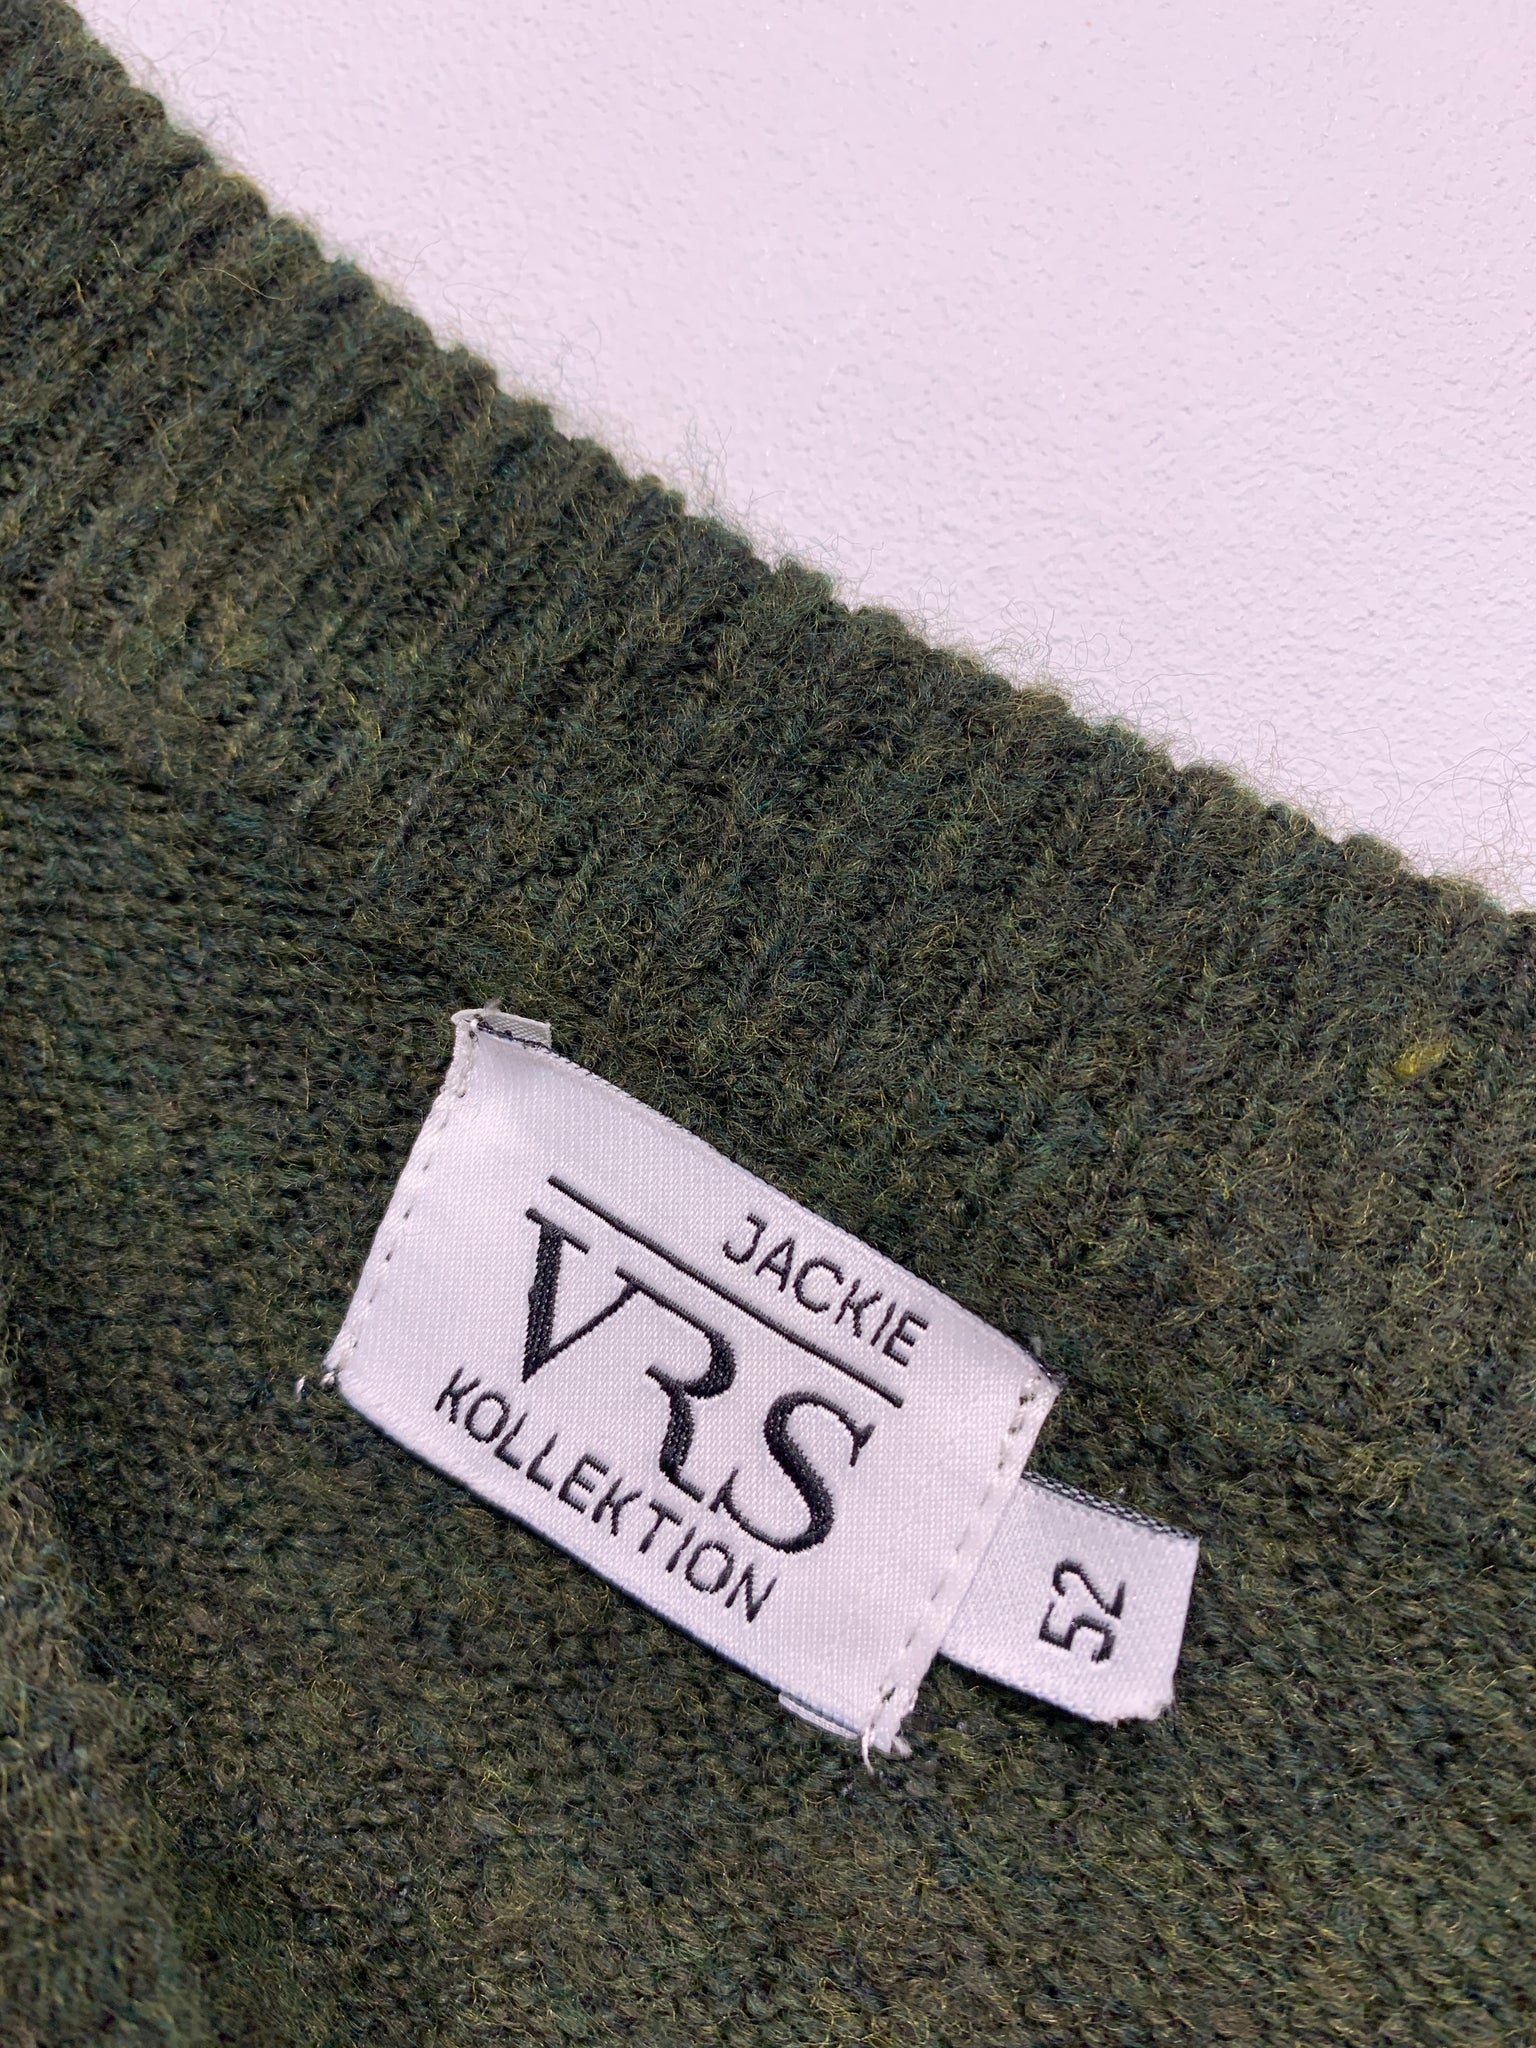 JACKIE
VRS
KOLLEKTION
52